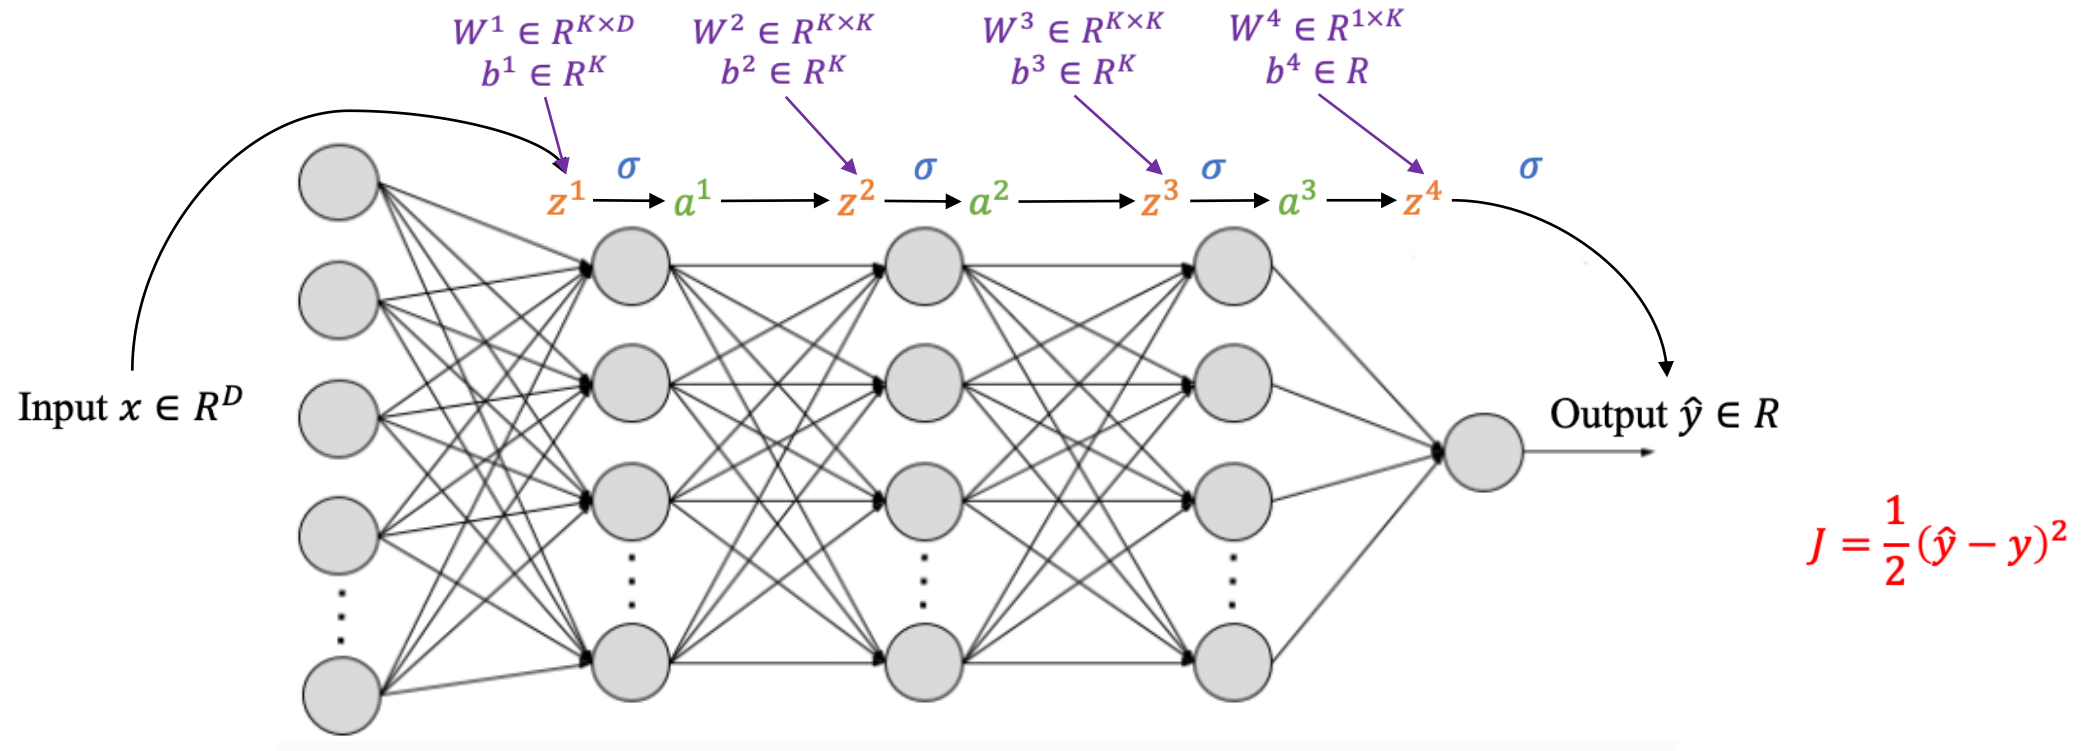 W¹ ∈ R^{K×D} W² ∈ R^{K×K} W³ ∈ R^{K×K} W⁴ ∈ R^{1×K}
b¹ ∈ R^K b² ∈ R^K b³ ∈ R^K b⁴ ∈ R
σ σ σ σ
z¹ a¹ z² a² z³ a³ z⁴
Input x ∈ R^D
Output ŷ ∈ R
J = \frac{1}{2}(ŷ − y)²